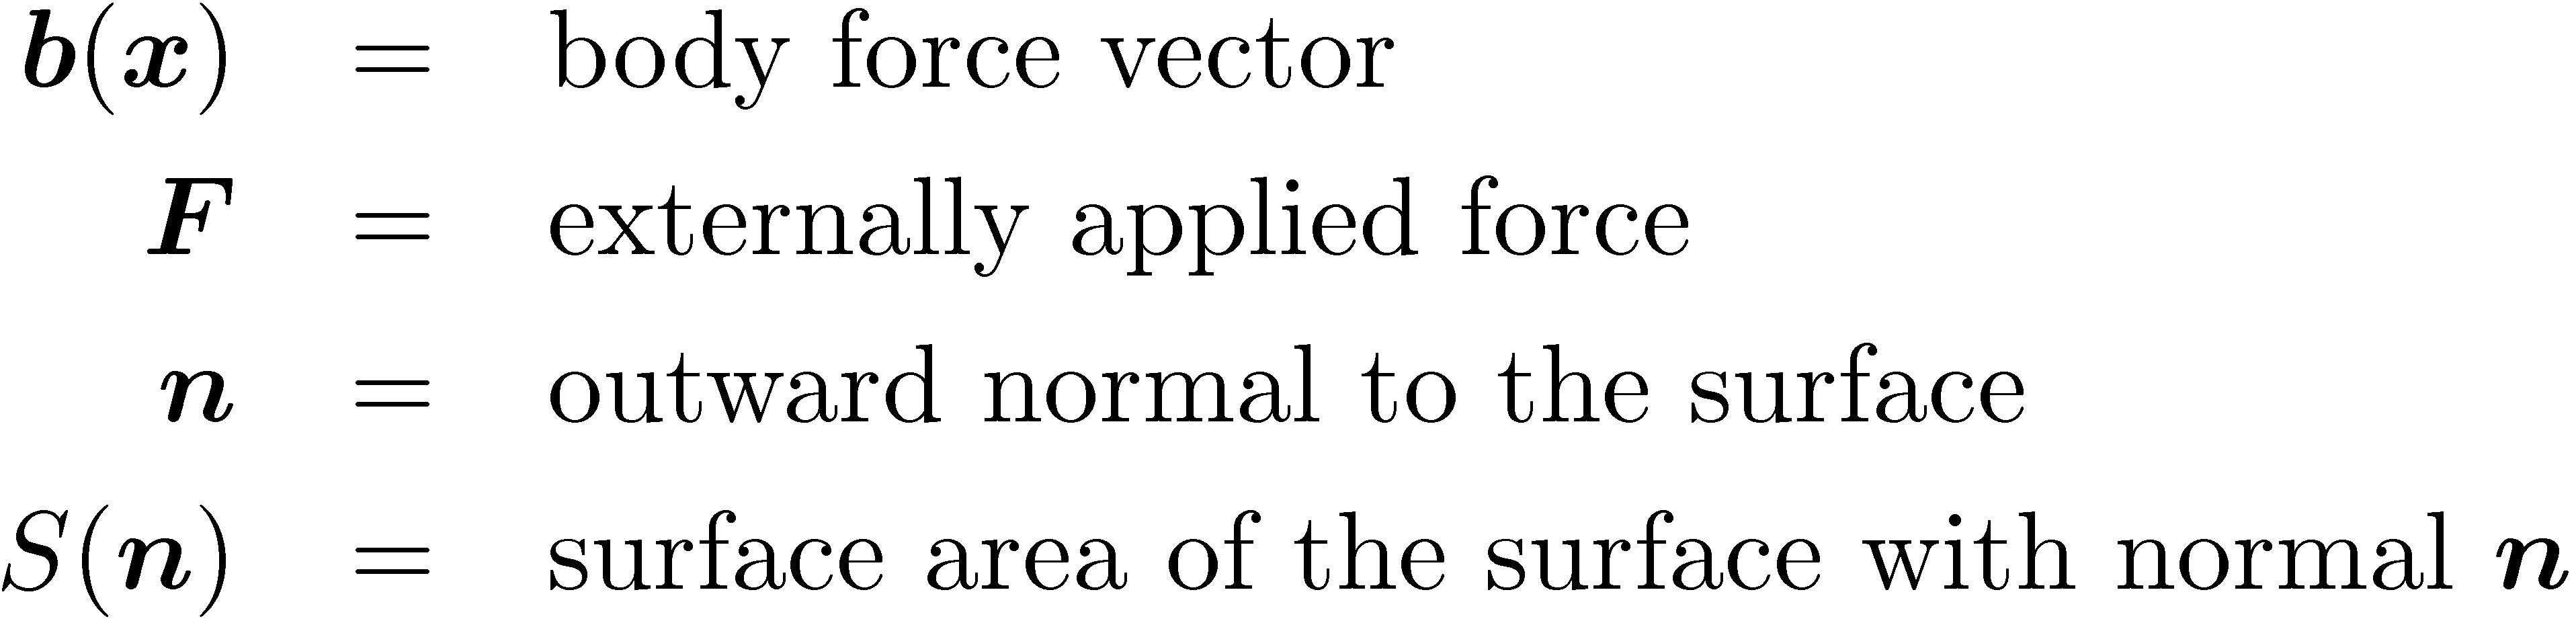 b(x) = body force vector
F = externally applied force
n = outward normal to the surface
S(n) = surface area of the surface with normal n